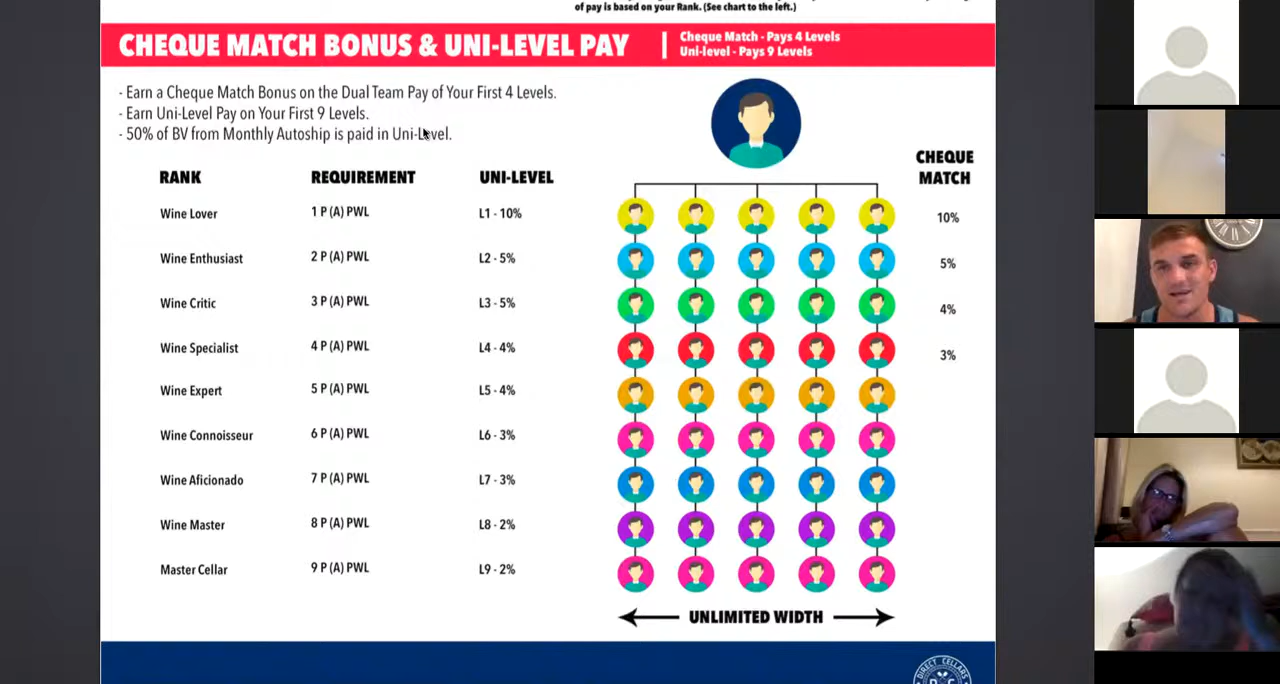 of pay is based on your Rank. (See chart to the left.)
CHEQUE MATCH BONUS & UNI-LEVEL PAY
Cheque Match - Pays 4 Levels
Uni-level - Pays 9 Levels
- Earn a Cheque Match Bonus on the Dual Team Pay of Your First 4 Levels.
- Earn Uni-Level Pay on Your First 9 Levels.
- 50% of BV from Monthly Autoship is paid in Uni-Level.
RANK REQUIREMENT UNI-LEVEL CHEQUE MATCH
Wine Lover 1 P (A) PWL L1 - 10% 10%
Wine Enthusiast 2 P (A) PWL L2 - 5% 5%
Wine Critic 3 P (A) PWL L3 - 5% 4%
Wine Specialist 4 P (A) PWL L4 - 4% 3%
Wine Expert 5 P (A) PWL L5 - 4%
Wine Connoisseur 6 P (A) PWL L6 - 3%
Wine Aficionado 7 P (A) PWL L7 - 3%
Wine Master 8 P (A) PWL L8 - 2%
Master Cellar 9 P (A) PWL L9 - 2%
UNLIMITED WIDTH
DIRECT CELLARS